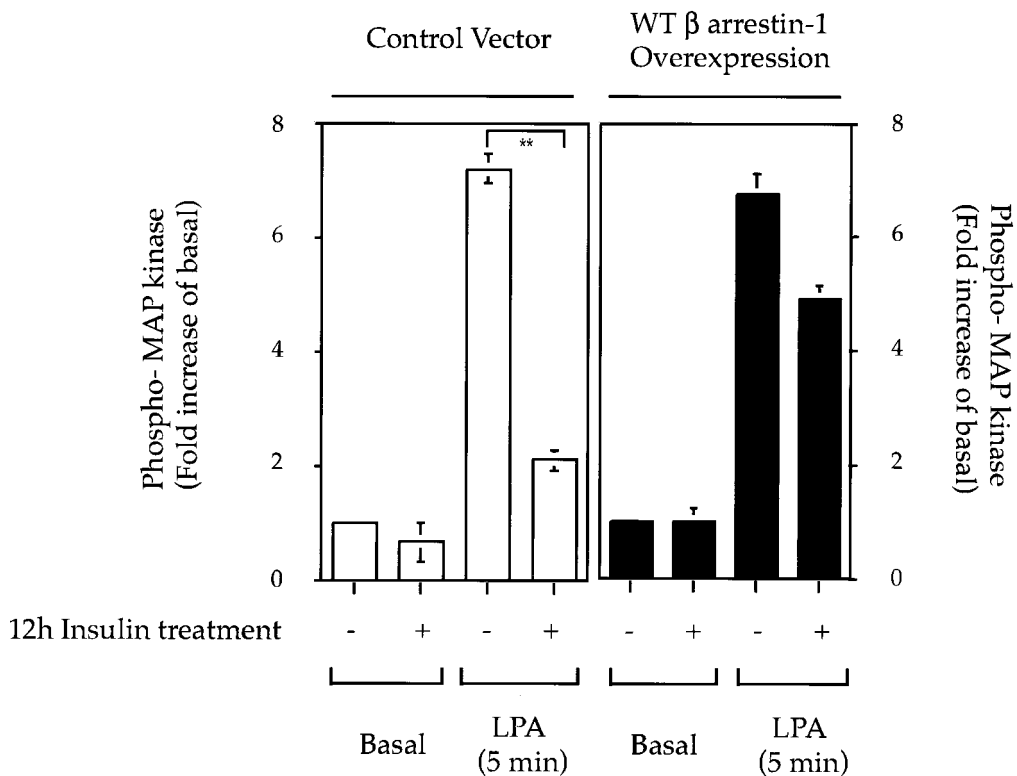 Control Vector
WT β arrestin-1
Overexpression
Phospho- MAP kinase
(Fold increase of basal)
8
6
4
2
0
**
8
6
4
2
0
Phospho- MAP kinase
(Fold increase of basal)
12h Insulin treatment - + - + - + - +
Basal
LPA
(5 min)
Basal
LPA
(5 min)